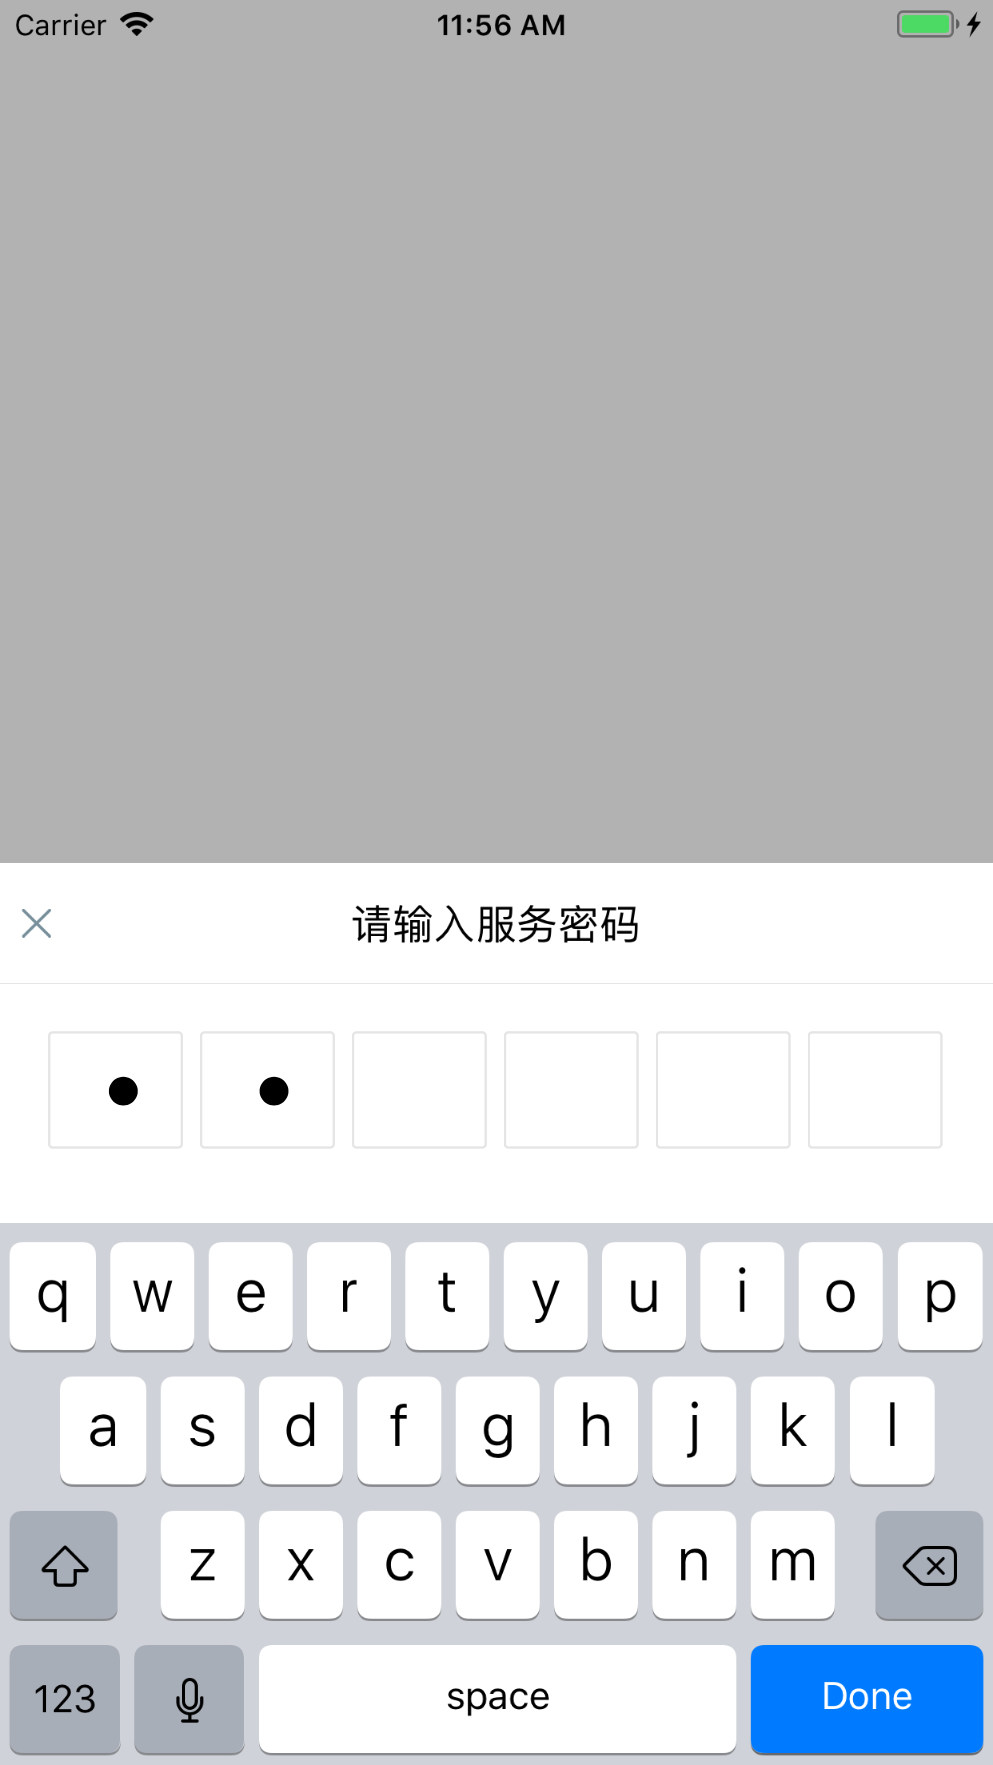 Carrier 11:56 AM
请输入服务密码
q w e r t y u i o p
a s d f g h j k l
z x c v b n m
123 space Done